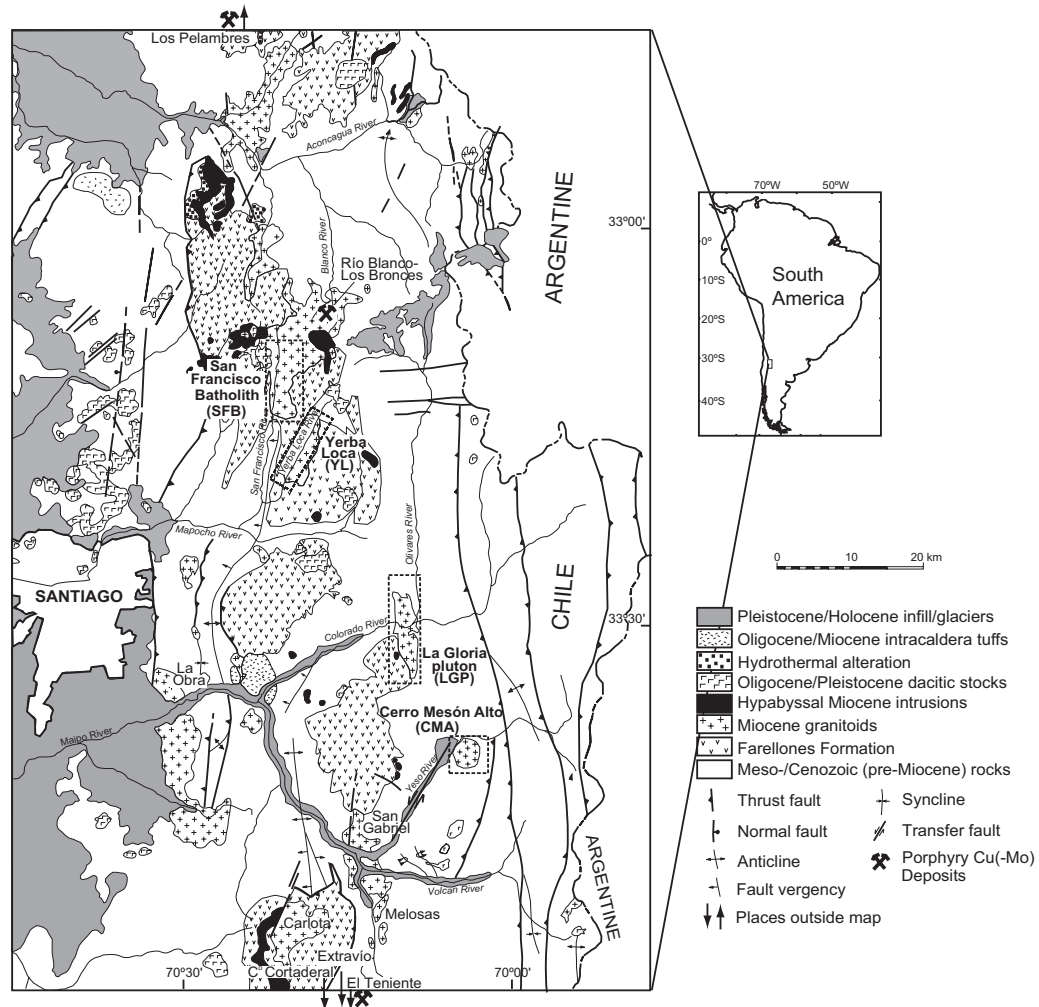 Los Pelambres
Aconcagua River
ARGENTINE
33°00'
Blanco River
Río Blanco-
Los Bronces
San
Francisco
Batholith
(SFB)
San Francisco R.
Yerba Loca River
Yerba
Loca
(YL)
Mapocho River
Olivares River
SANTIAGO
CHILE
33°30'
Colorado River
La
Obra
La Gloria
pluton
(LGP)
Cerro Mesón Alto
(CMA)
Maipo River
Yeso River
San
Gabriel
Volcan River
ARGENTINE
Melosas
Carlota
Extravio
C° Cortaderal
El Teniente
70°30'
70°00'
70°W
50°W
0°
10°S
20°S
30°S
40°S
South
America
0
10
20 km
Pleistocene/Holocene infill/glaciers
Oligocene/Miocene intracaldera tuffs
Hydrothermal alteration
Oligocene/Pleistocene dacitic stocks
Hypabyssal Miocene intrusions
Miocene granitoids
Farellones Formation
Meso-/Cenozoic (pre-Miocene) rocks
Thrust fault
Normal fault
Anticline
Fault vergency
Places outside map
Syncline
Transfer fault
Porphyry Cu(-Mo)
Deposits